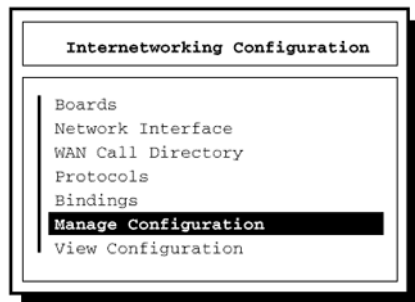 Internetworking Configuration
Boards
Network Interface
WAN Call Directory
Protocols
Bindings
Manage Configuration
View Configuration